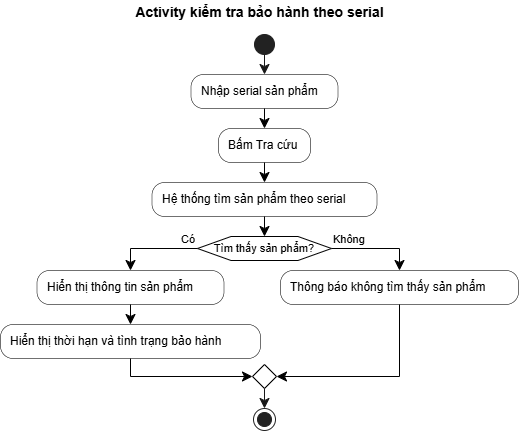 Activity kiểm tra bảo hành theo serial
Nhập serial sản phẩm
Bấm Tra cứu
Hệ thống tìm sản phẩm theo serial
Có
Tìm thấy sản phẩm?
Không
Hiển thị thông tin sản phẩm
Thông báo không tìm thấy sản phẩm
Hiển thị thời hạn và tình trạng bảo hành